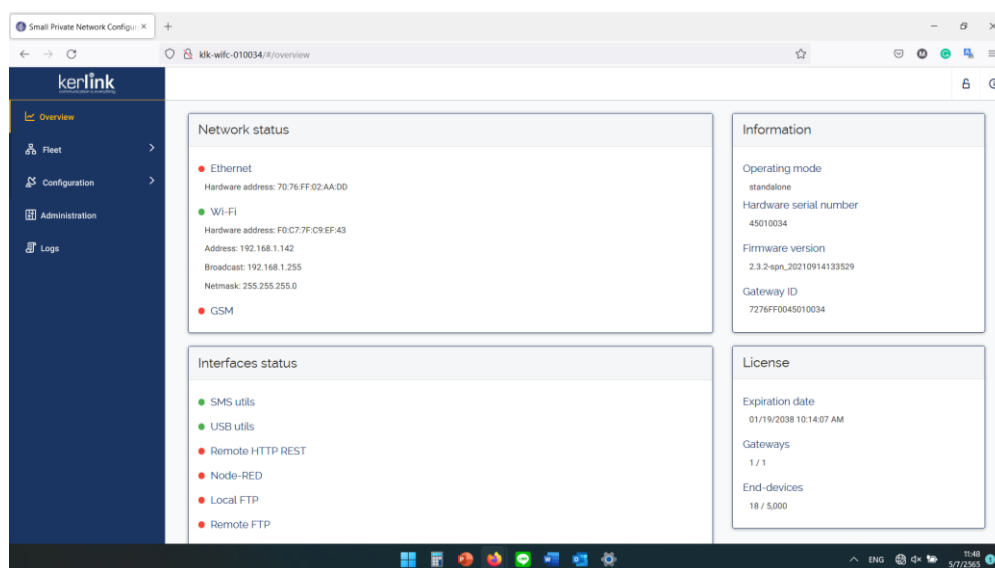 Small Private Network Configur
klk-wifc-010034/#/overview
kerlink
Overview
Fleet
Configuration
Administration
Logs
Network status
Ethernet
Hardware address: 70:76:FF:02:AA:DD
Wi-Fi
Hardware address: F0:C7:7F:C9:EF:43
Address: 192.168.1.142
Broadcast: 192.168.1.255
Netmask: 255.255.255.0
GSM
Interfaces status
SMS utils
USB utils
Remote HTTP REST
Node-RED
Local FTP
Remote FTP
Information
Operating mode
standalone
Hardware serial number
45010034
Firmware version
2.3.2-spn_20210914133529
Gateway ID
7276FF0045010034
License
Expiration date
01/19/2038 10:14:07 AM
Gateways
1 / 1
End-devices
18 / 5,000
ENG
11:48
5/7/2565